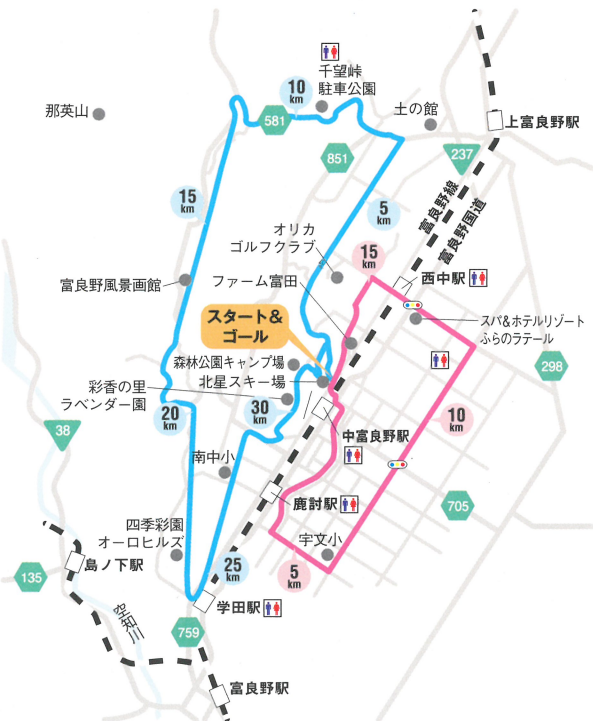 千望峠
駐車公園
10
km
那英山
581
土の館
上富良野駅
851
237
15
km
5
km
富良野線
富良野国道
オリカ
ゴルフクラブ
15
km
西中駅
富良野風景画館
ファーム富田
スタート&
ゴール
スパ&ホテルリゾート
ふらのラテール
森林公園キャンプ場
北星スキー場
298
彩香の里
ラベンダー園
20
km
30
km
10
km
38
中富良野駅
南中小
鹿討駅
705
四季彩園
オーロヒルズ
宇文小
島ノ下駅
25
km
5
km
135
空知川
学田駅
759
富良野駅